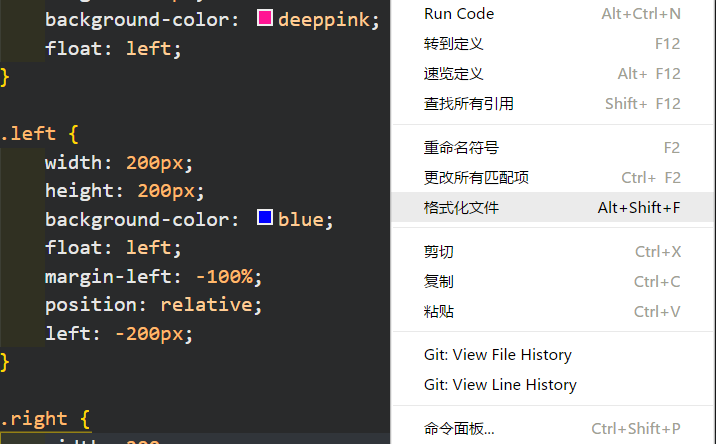 background-color: deeppink;
float: left;
}
.left {
width: 200px;
height: 200px;
background-color: blue;
float: left;
margin-left: -100%;
position: relative;
left: -200px;
}
.right {
Run Code Alt+Ctrl+N
转到定义 F12
速览定义 Alt+ F12
查找所有引用 Shift+ F12
重命名符号 F2
更改所有匹配项 Ctrl+ F2
格式化文件 Alt+Shift+F
剪切 Ctrl+X
复制 Ctrl+C
粘贴 Ctrl+V
Git: View File History
Git: View Line History
命令面板... Ctrl+Shift+P